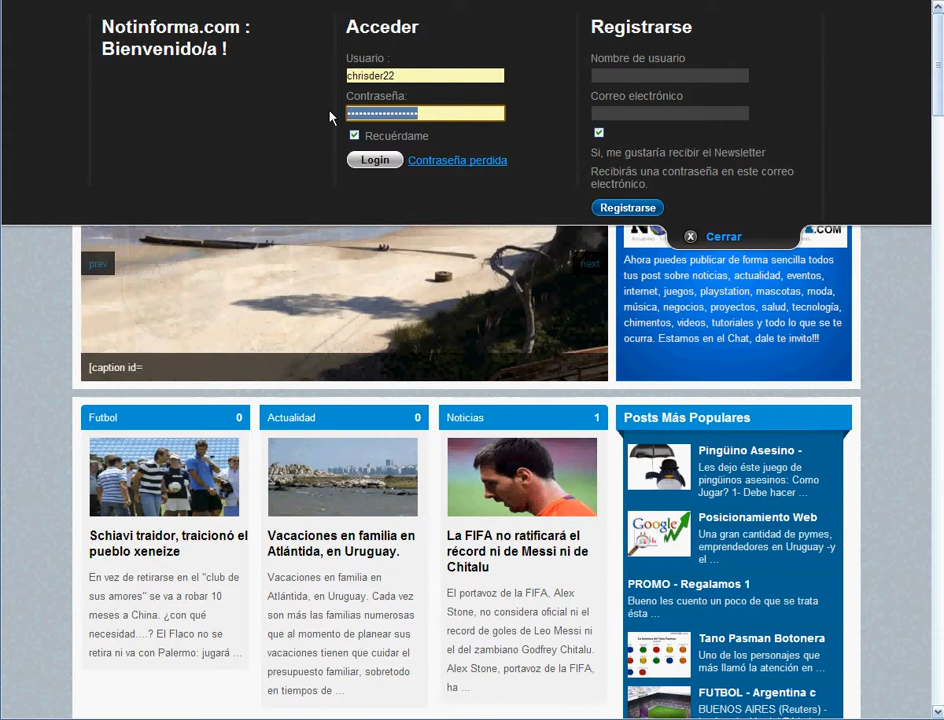 Notinforma.com :
Bienvenido/a !
Acceder
Usuario :
chrisder22
Contraseña:
Recuérdame
Login
Contraseña perdida
Registrarse
Nombre de usuario
Correo electrónico
Si, me gustaría recibir el Newsletter
Recibirás una contraseña en este correo
electrónico.
Registrarse
X Cerrar
prev
next
[caption id=
.COM
Ahora puedes publicar de forma sencilla todos
tus post sobre noticias, actualidad, eventos,
internet, juegos, playstation, mascotas, moda,
música, negocios, proyectos, salud, tecnología,
chimentos, videos, tutoriales y todo lo que se te
ocurra. Estamos en el Chat, dale te invito!!!
Futbol 0
Schiavi traidor, traicionó el
pueblo xeneize
En vez de retirarse en el "club de
sus amores" se va a robar 10
meses a China. ¿con qué
necesidad....? El Flaco no se
retira ni va con Palermo: jugará ...
Actualidad 0
Vacaciones en familia en
Atlántida, en Uruguay.
Vacaciones en familia en
Atlántida, en Uruguay. Cada vez
son más las familias numerosas
que al momento de planear sus
vacaciones tienen que cuidar el
presupuesto familiar, sobretodo
en tiempos de ...
Noticias 1
La FIFA no ratificará el
récord ni de Messi ni de
Chitalu
El portavoz de la FIFA, Alex
Stone, no considera oficial ni el
record de goles de Leo Messi ni
el del zambiano Godfrey Chitalu.
Alex Stone, portavoz de la FIFA,
ha ...
Posts Más Populares
Pingüino Asesino -
Les dejo éste juego de
pingüinos asesinos: Como
Jugar? 1- Debe hacer ...
Google
Posicionamiento Web
Una gran cantidad de pymes,
emprendedores en Uruguay -y
el ...
PROMO - Regalamos 1
Bueno les cuento un poco de que se trata
ésta ...
Tano Pasman Botonera
Uno de los personajes que
más llamó la atención en ...
FUTBOL - Argentina c
BUENOS AIRES (Reuters) -